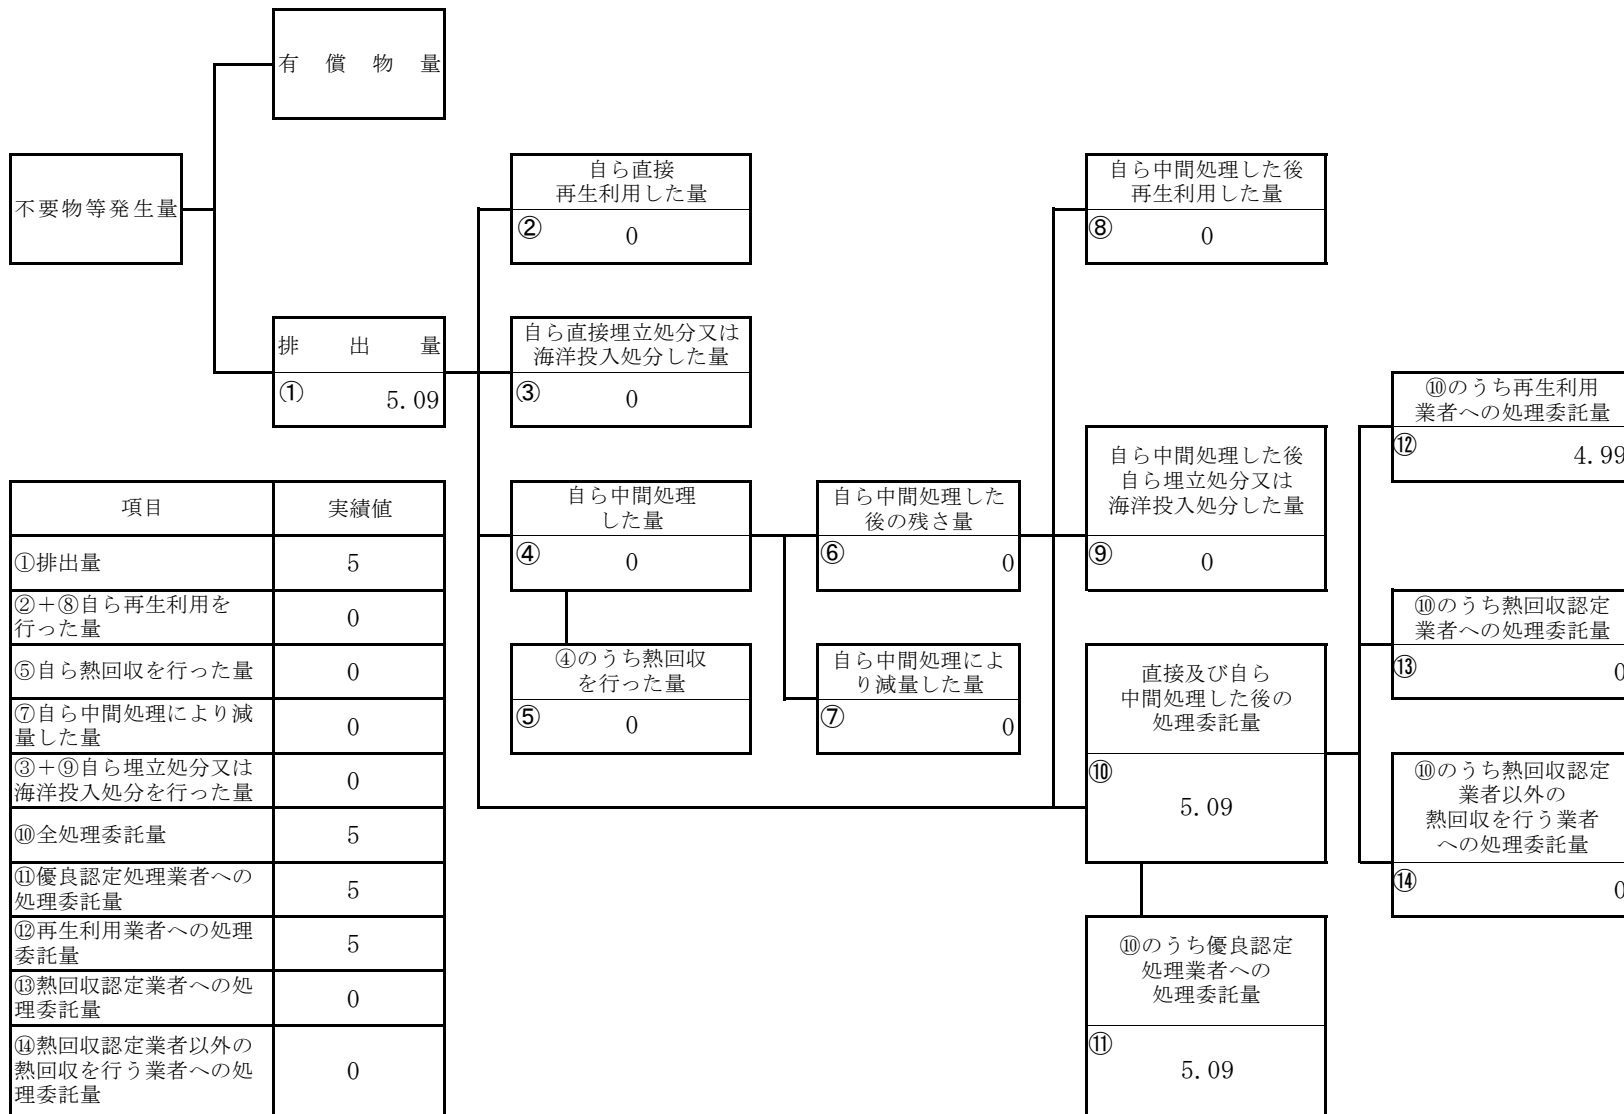 有償物量
不要物等発生量
排出量
① 5.09
自ら直接
再生利用した量
② 0
自ら直接埋立処分又は
海洋投入処分した量
③ 0
自ら中間処理
した量
④ 0
④のうち熱回収
を行った量
⑤ 0
自ら中間処理した
後の残さ量
⑥ 0
自ら中間処理によ
り減量した量
⑦ 0
自ら中間処理した後
再生利用した量
⑧ 0
自ら中間処理した後
自ら埋立処分又は
海洋投入処分した量
⑨ 0
直接及び自ら
中間処理した後の
処理委託量
⑩
5.09
⑩のうち優良認定
処理業者への
処理委託量
⑪
5.09
⑩のうち再生利用
業者への処理委託量
⑫ 4.99
⑩のうち熱回収認定
業者への処理委託量
⑬ 0
⑩のうち熱回収認定
業者以外の
熱回収を行う業者
への処理委託量
⑭ 0
項目 実績値
①排出量 5
②+⑧自ら再生利用を
行った量 0
⑤自ら熱回収を行った量 0
⑦自ら中間処理により減
量した量 0
③+⑨自ら埋立処分又は
海洋投入処分を行った量 0
⑩全処理委託量 5
⑪優良認定処理業者への
処理委託量 5
⑫再生利用業者への処理
委託量 5
⑬熱回収認定業者への処
理委託量 0
⑭熱回収認定業者以外の
熱回収を行う業者への処
理委託量 0